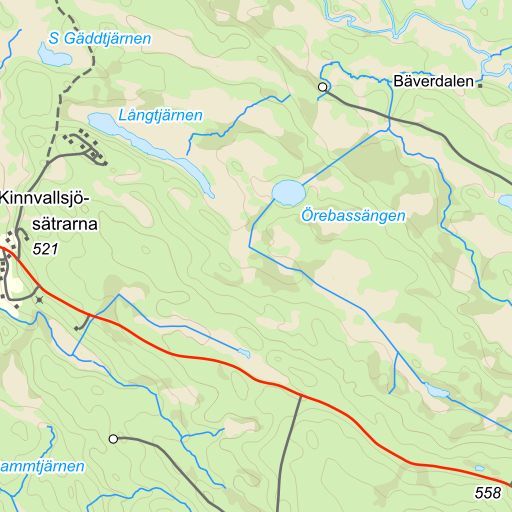 S Gäddtjärnen
Bäverdalen
Långtjärnen
Kinnvallsjö-
sätrarna
Örebassängen
521
ammtjärnen
558